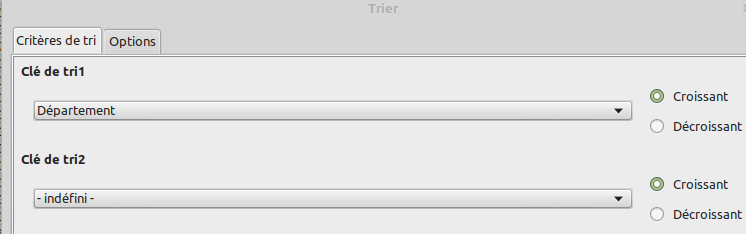 Trier
Critères de tri Options
Clé de tri1
Département
Croissant
Décroissant
Clé de tri2
- indéfini -
Croissant
Décroissant